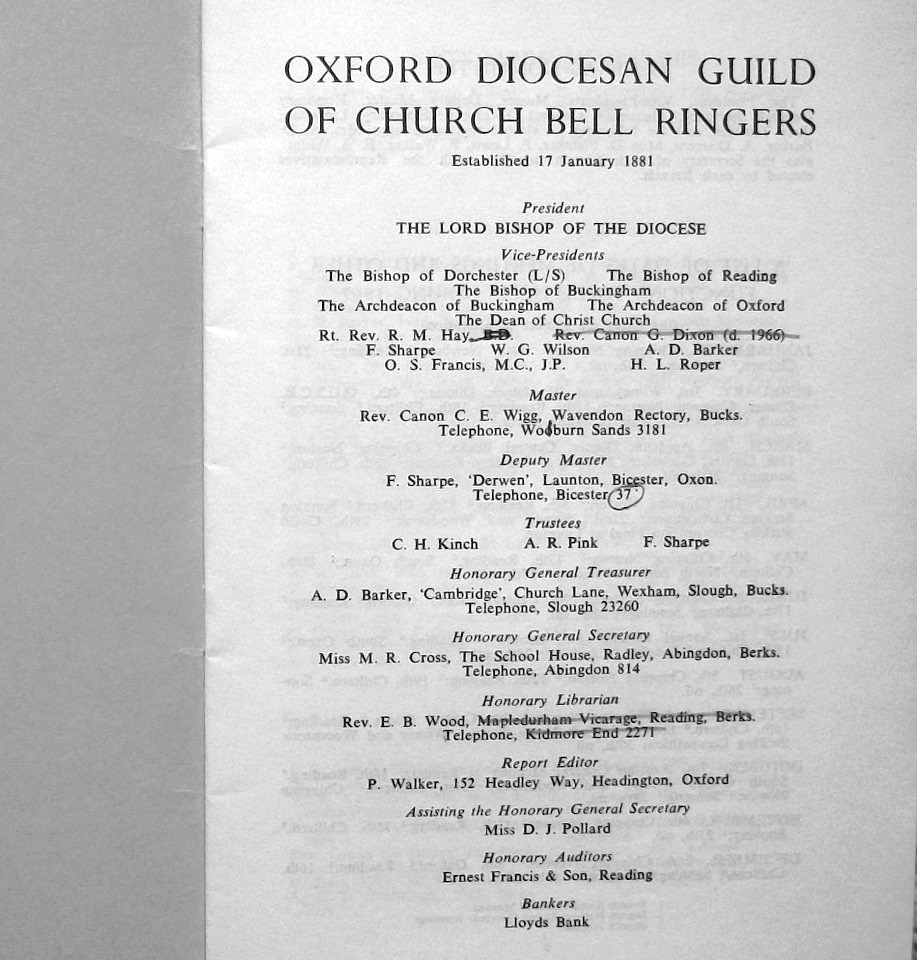 OXFORD DIOCESAN GUILD
OF CHURCH BELL RINGERS
Established 17 January 1881
President
THE LORD BISHOP OF THE DIOCESE
Vice-Presidents
The Bishop of Dorchester (L/S) The Bishop of Reading
The Bishop of Buckingham
The Archdeacon of Buckingham The Archdeacon of Oxford
The Dean of Christ Church
Rt. Rev. R. M. Hay, B.D. Rev. Canon G. Dixon (d. 1966)
F. Sharpe W. G. Wilson A. D. Barker
O. S. Francis, M.C., J.P. H. L. Roper
Master
Rev. Canon C. E. Wigg, Wavendon Rectory, Bucks.
Telephone, Woburn Sands 3181
Deputy Master
F. Sharpe, 'Derwen', Launton, Bicester, Oxon.
Telephone, Bicester 37
Trustees
C. H. Kinch A. R. Pink F. Sharpe
Honorary General Treasurer
A. D. Barker, 'Cambridge', Church Lane, Wexham, Slough, Bucks.
Telephone, Slough 23260
Honorary General Secretary
Miss M. R. Cross, The School House, Radley, Abingdon, Berks.
Telephone, Abingdon 814
Honorary Librarian
Rev. E. B. Wood, Mapledurham Vicarage, Reading, Berks.
Telephone, Kidmore End 2271
Report Editor
P. Walker, 152 Headley Way, Headington, Oxford
Assisting the Honorary General Secretary
Miss D. J. Pollard
Honorary Auditors
Ernest Francis & Son, Reading
Bankers
Lloyds Bank